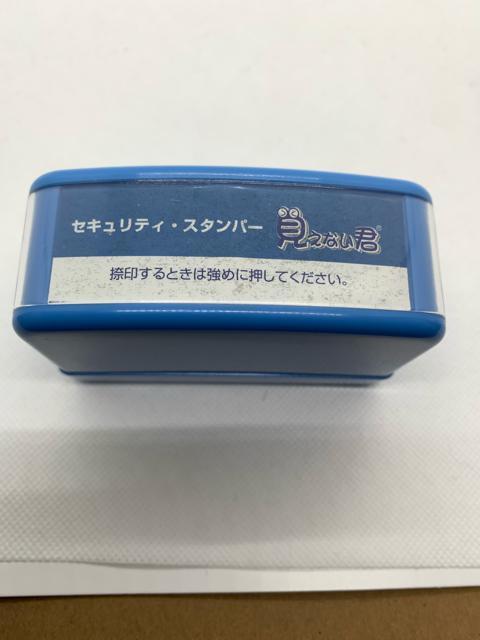 セキュリティ・スタンパー 見えない君®
捺印するときは強めに押してください。